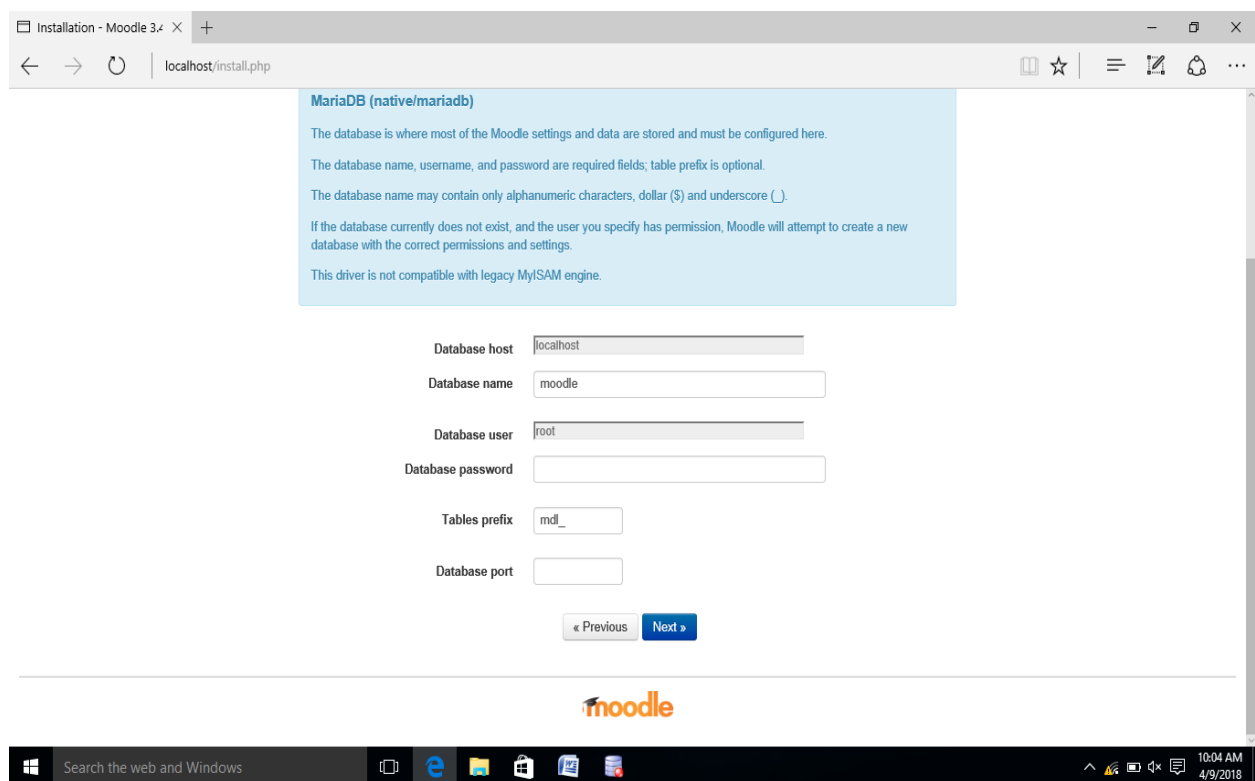 Installation - Moodle 3.4
localhost/install.php
MariaDB (native/mariadb)
The database is where most of the Moodle settings and data are stored and must be configured here.
The database name, username, and password are required fields; table prefix is optional.
The database name may contain only alphanumeric characters, dollar ($) and underscore (_).
If the database currently does not exist, and the user you specify has permission, Moodle will attempt to create a new
database with the correct permissions and settings.
This driver is not compatible with legacy MyISAM engine.
Database host localhost
Database name moodle
Database user root
Database password
Tables prefix mdl_
Database port
« Previous Next »
moodle
Search the web and Windows
10:04 AM
4/9/2018